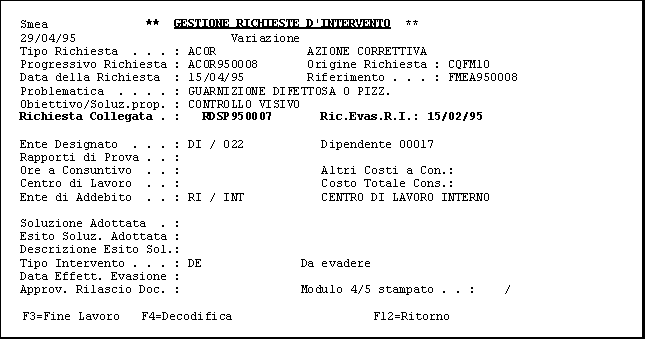 Smea ** GESTIONE RICHIESTE D'INTERVENTO **
29/04/95 Variazione
Tipo Richiesta . . . : ACOR AZIONE CORRETTIVA
Progressivo Richiesta : ACOR950008 Origine Richiesta : CQFM10
Data della Richiesta : 15/04/95 Riferimento . . . : FMEA950008
Problematica . . . . . : GUARNIZIONE DIFETTOSA O PIZZ.
Obiettivo/Soluz.prop. : CONTROLLO VISIVO
Richiesta Collegata . : RDSP950007 Ric.Evas.R.I.: 15/02/95
Ente Designato . . . : DI / 022 Dipendente 00017
Rapporti di Prova . . :
Ore a Consuntivo . . : Altri Costi a Con.:
Centro di Lavoro . . : Costo Totale Cons.:
Ente di Addebito . . : RI / INT CENTRO DI LAVORO INTERNO
Soluzione Adottata . :
Esito Soluz. Adottata :
Descrizione Esito Sol.:
Tipo Intervento . . . : DE Da evadere
Data Effett. Evasione :
Approv. Rilascio Doc. : Modulo 4/5 stampato . . : /
F3=Fine Lavoro F4=Decodifica F12=Ritorno